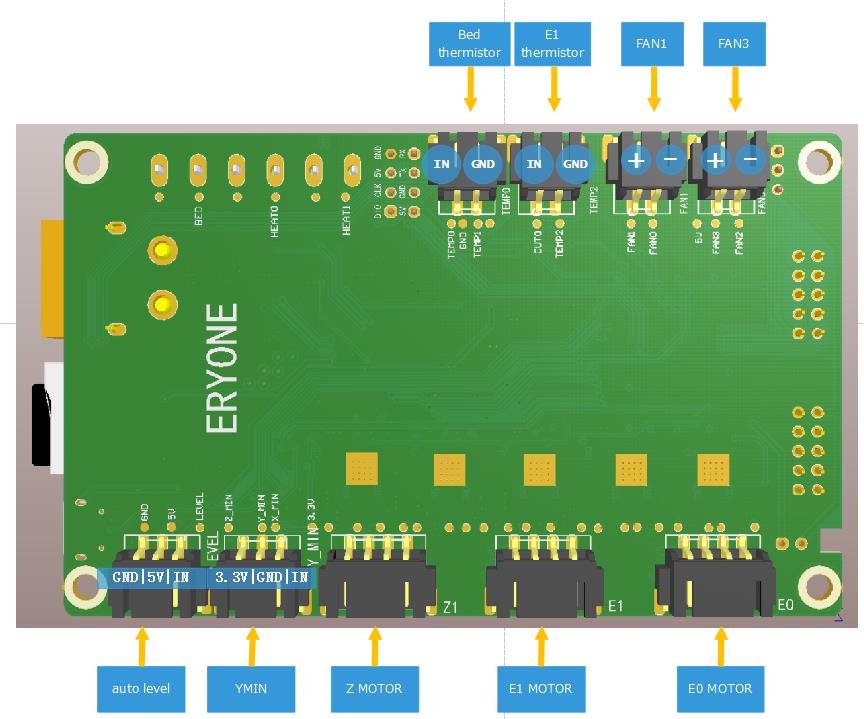 Bed
thermistor
E1
thermistor
FAN1
FAN3
IN
GND
IN
GND
+
−
+
−
GND
RX
5V
TX
CLK
GND
DIO
5V
BED
HEAT0
HEAT1
TEMP0
TEMP2
FAN1
TEMP0
GND
TEMP1
OUT0
TEMP2
FAN1
FAN0
5V
FAN3
FAN2
ERYONE
GND
5V
LEVEL
Z_MIN
Y_MIN
X_MIN
3.3V
LEVEL
Y_MIN
GND|5V|IN
3.3V|GND|IN
Z1
E1
E0
auto level
YMIN
Z MOTOR
E1 MOTOR
E0 MOTOR